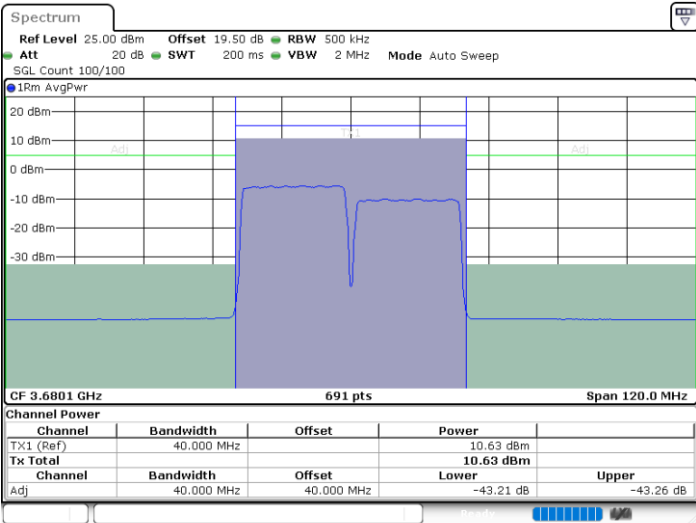 Spectrum
Ref Level 25.00 dBm Offset 19.50 dB RBW 500 kHz
Att 20 dB SWT 200 ms VBW 2 MHz Mode Auto Sweep
SGL Count 100/100
1Rm AvgPwr
20 dBm
TX1
10 dBm
Adj Adj
0 dBm
-10 dBm
-20 dBm
-30 dBm
CF 3.6801 GHz 691 pts Span 120.0 MHz
Channel Power
Channel Bandwidth Offset Power
TX1 (Ref) 40.000 MHz 10.63 dBm
Tx Total 10.63 dBm
Channel Bandwidth Offset Lower Upper
Adj 40.000 MHz 40.000 MHz -43.21 dB -43.26 dB
Ready